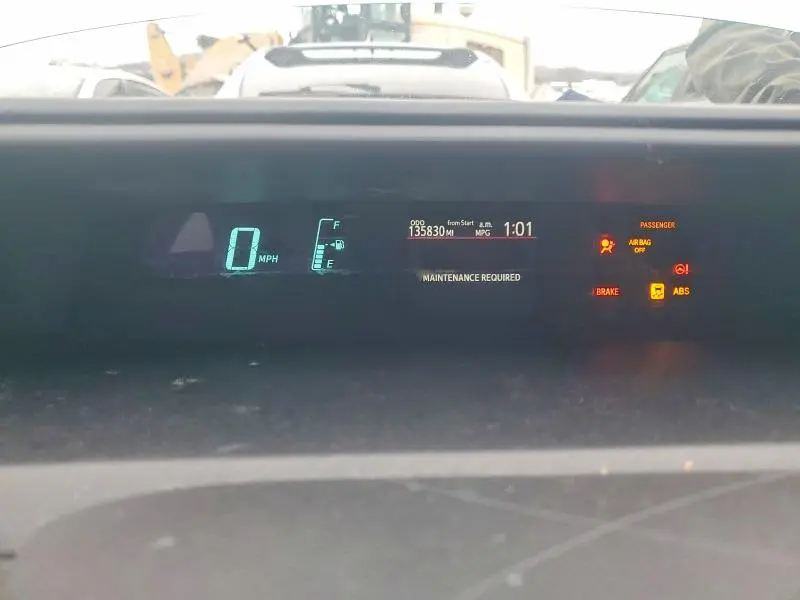 0 MPH
F
E
ODO from Start a.m.
135830 MI MPG 1:01
MAINTENANCE REQUIRED
PASSENGER
AIR BAG
OFF
!
BRAKE ABS